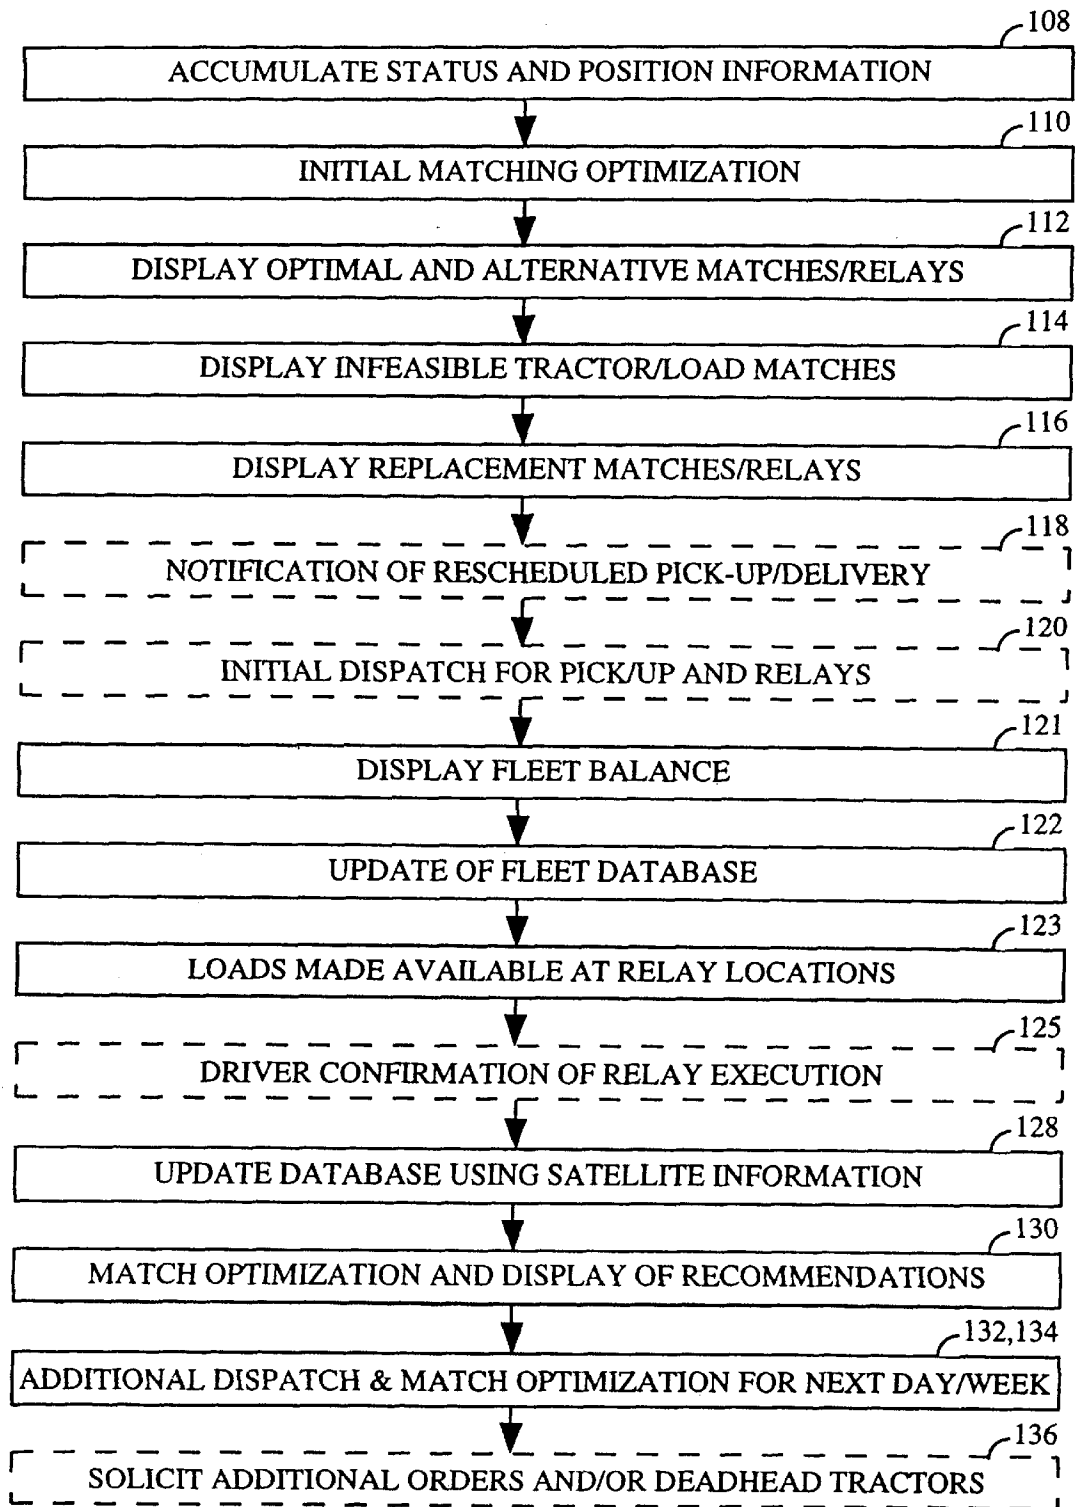 108
ACCUMULATE STATUS AND POSITION INFORMATION
110
INITIAL MATCHING OPTIMIZATION
112
DISPLAY OPTIMAL AND ALTERNATIVE MATCHES/RELAYS
114
DISPLAY INFEASIBLE TRACTOR/LOAD MATCHES
116
DISPLAY REPLACEMENT MATCHES/RELAYS
118
NOTIFICATION OF RESCHEDULED PICK-UP/DELIVERY
120
INITIAL DISPATCH FOR PICK/UP AND RELAYS
121
DISPLAY FLEET BALANCE
122
UPDATE OF FLEET DATABASE
123
LOADS MADE AVAILABLE AT RELAY LOCATIONS
125
DRIVER CONFIRMATION OF RELAY EXECUTION
128
UPDATE DATABASE USING SATELLITE INFORMATION
130
MATCH OPTIMIZATION AND DISPLAY OF RECOMMENDATIONS
132,134
ADDITIONAL DISPATCH & MATCH OPTIMIZATION FOR NEXT DAY/WEEK
136
SOLICIT ADDITIONAL ORDERS AND/OR DEADHEAD TRACTORS